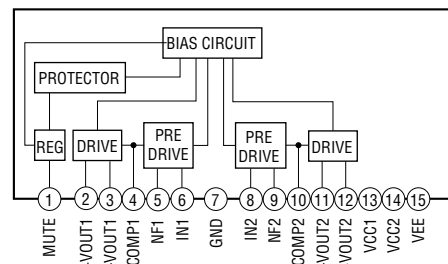 BIAS CIRCUIT
PROTECTOR
REG
DRIVE
PRE
DRIVE
PRE
DRIVE
DRIVE
1
2
3
4
5
6
7
8
9
10
11
12
13
14
15
MUTE
-VOUT1
-VOUT1
COMP1
NF1
IN1
GND
IN2
NF2
COMP2
-VOUT2
-VOUT2
VCC1
VCC2
VEE